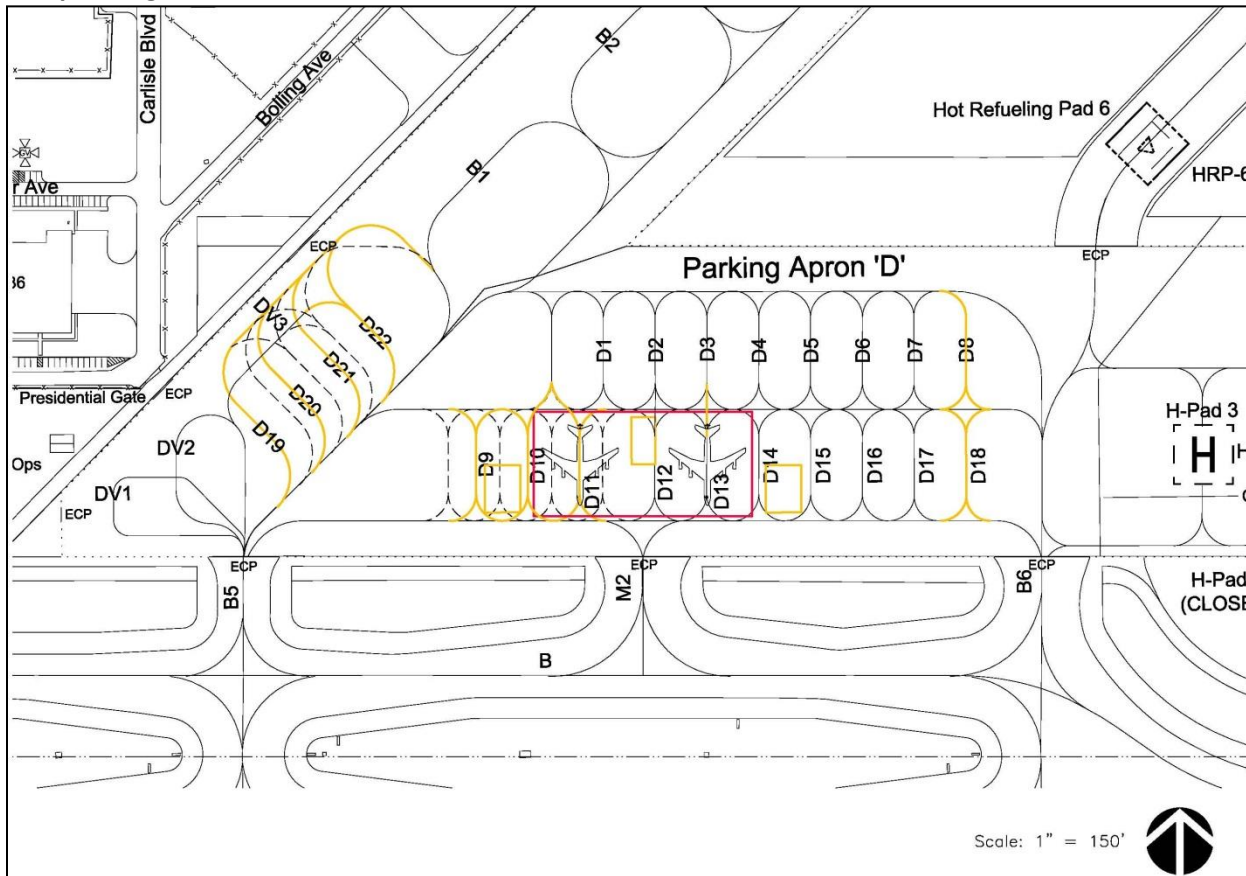 Carlisle Blvd
Bolling Ave
B2
B1
GV
r Ave
Hot Refueling Pad 6
HRP-6
ECP
ECP
Parking Apron 'D'
36
DV3
D22
D21
D20
D19
D1
D2
D3
D4
D5
D6
D7
D8
Presidential Gate
ECP
H-Pad 3
H
H
Ops
DV2
DV1
ECP
D9
D10
D11
D12
D13
D14
D15
D16
D17
D18
ECP
ECP
ECP
B5
M2
B6
H-Pad
(CLOSE
B
Scale: 1" = 150'